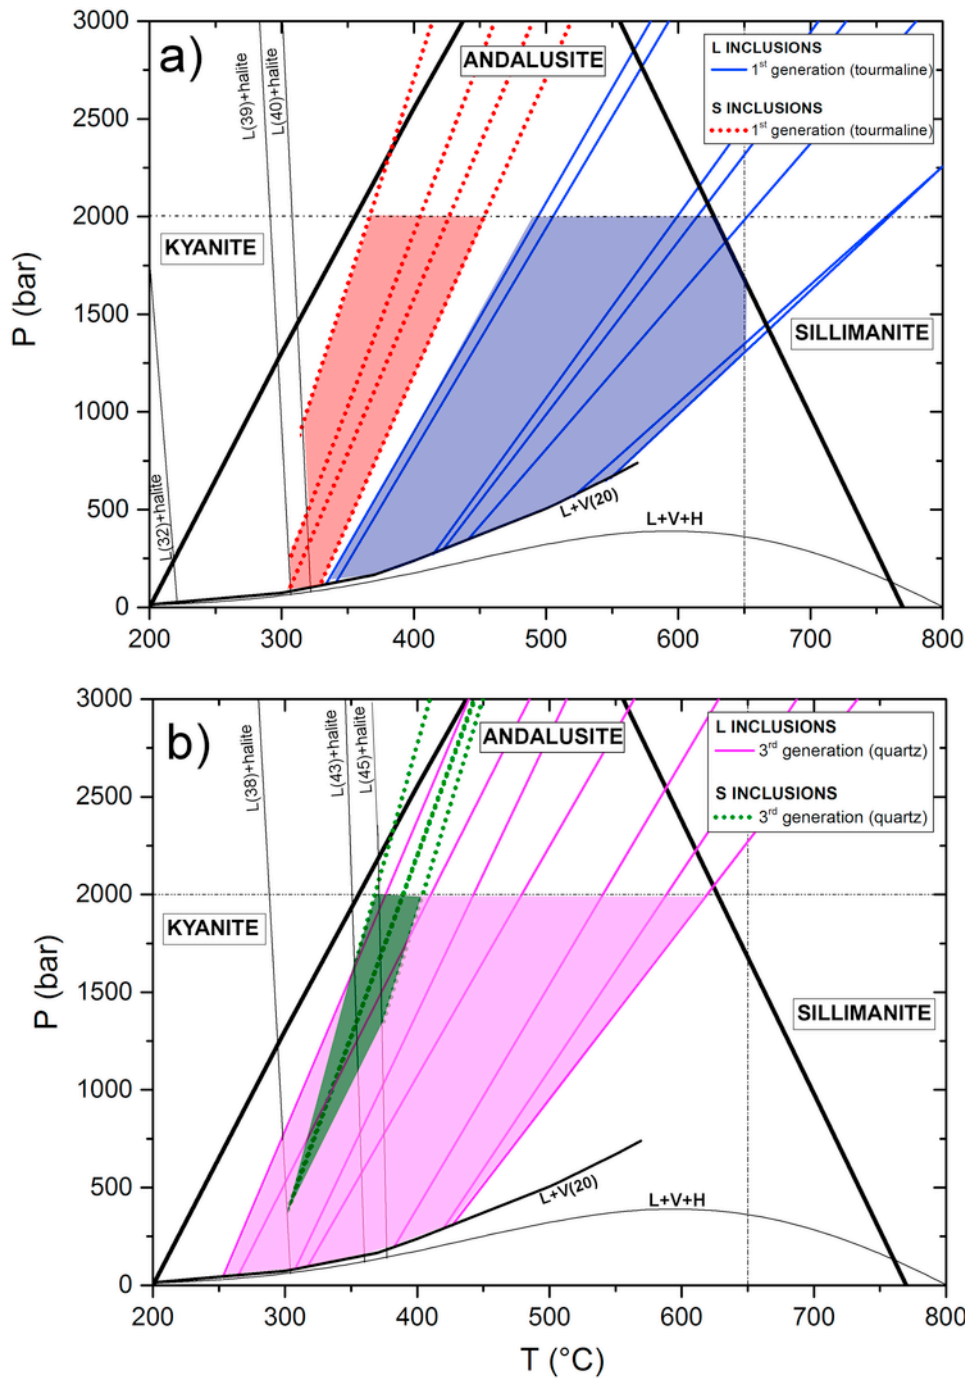 a)
3000
2500
2000
1500
1000
500
0
P (bar)
200
300
400
500
600
700
800
L(32)+halite
L(39)+halite
L(40)+halite
KYANITE
ANDALUSITE
SILLIMANITE
L+V(20)
L+V+H
L INCLUSIONS
1st generation (tourmaline)
S INCLUSIONS
1st generation (tourmaline)
b)
3000
2500
2000
1500
1000
500
0
P (bar)
200
300
400
500
600
700
800
T (°C)
L(38)+halite
L(43)+halite
L(45)+halite
KYANITE
ANDALUSITE
SILLIMANITE
L+V(20)
L+V+H
L INCLUSIONS
3rd generation (quartz)
S INCLUSIONS
3rd generation (quartz)